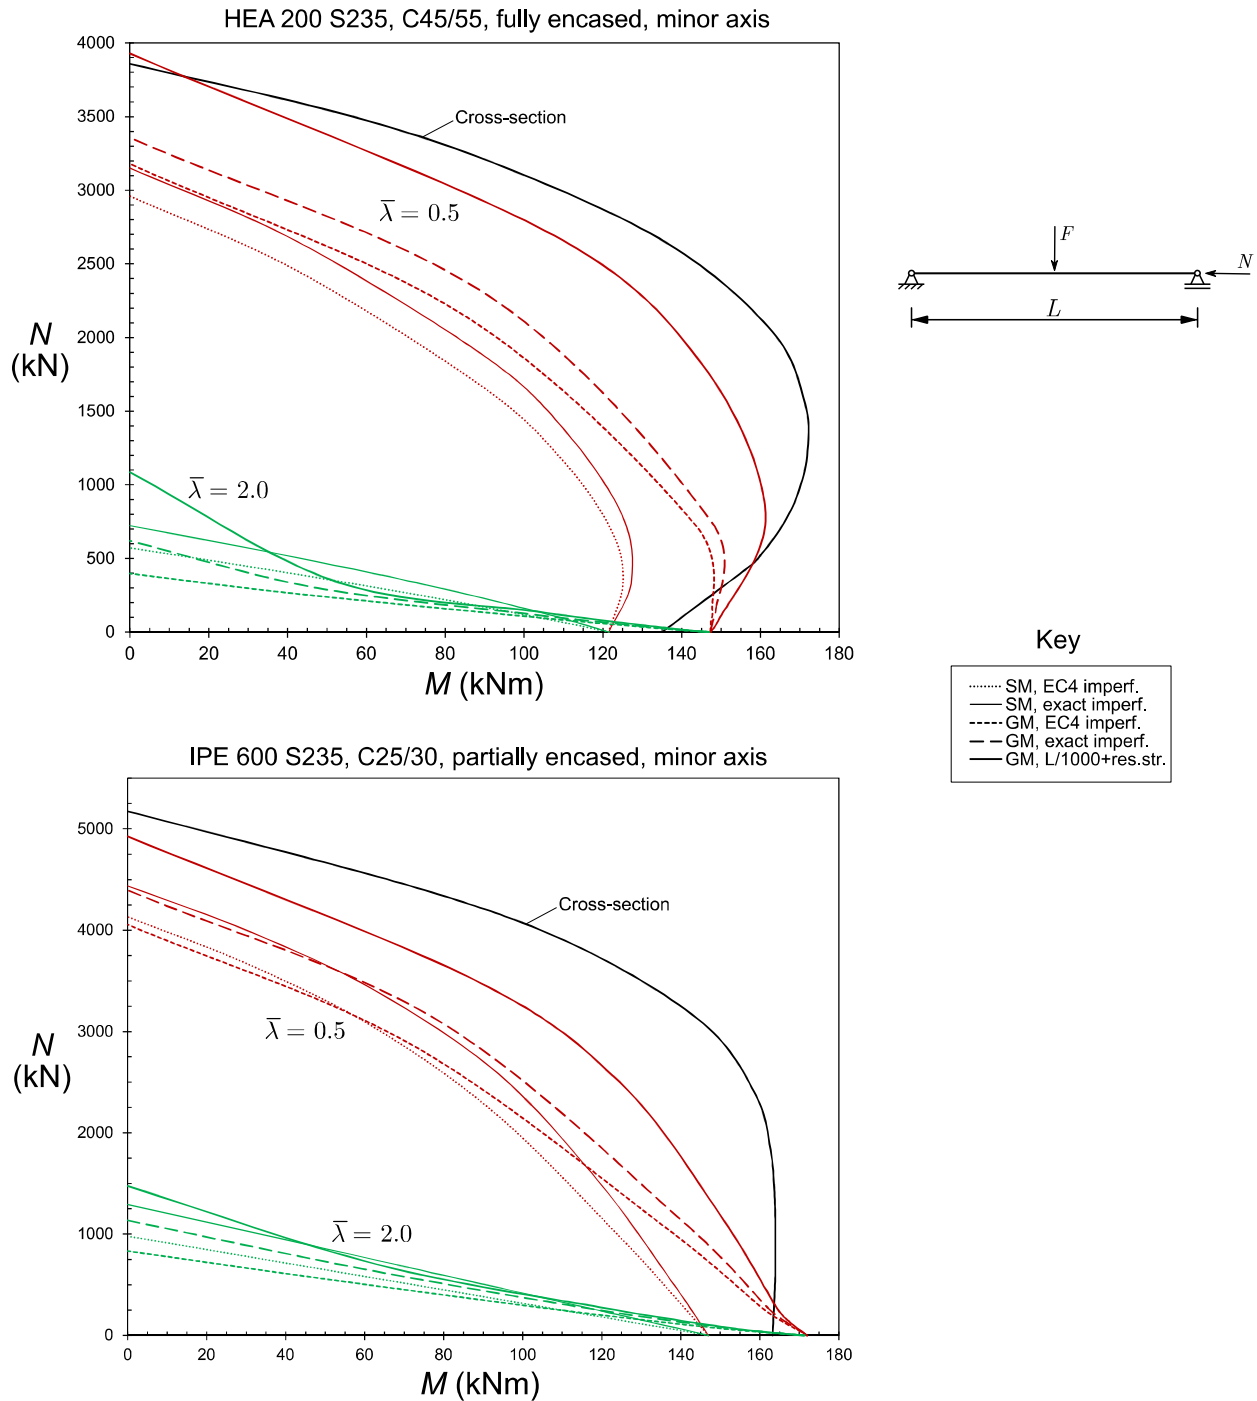 HEA 200 S235, C45/55, fully encased, minor axis
4000
3500
3000
2500
2000
1500
1000
500
0
N
(kN)
Cross-section
λ̅ = 0.5
λ̅ = 2.0
0 20 40 60 80 100 120 140 160 180
M (kNm)
F
N
L
Key
SM, EC4 imperf.
SM, exact imperf.
GM, EC4 imperf.
GM, exact imperf.
GM, L/1000+res.str.
IPE 600 S235, C25/30, partially encased, minor axis
5000
4000
3000
2000
1000
0
N
(kN)
Cross-section
λ̅ = 0.5
λ̅ = 2.0
0 20 40 60 80 100 120 140 160 180
M (kNm)